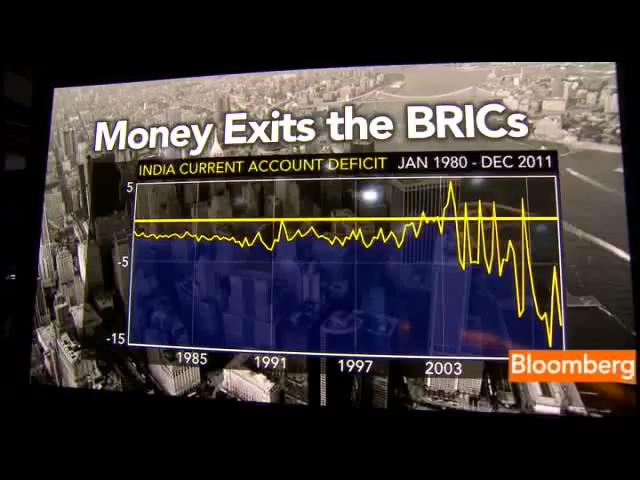 Money Exits the BRICs
INDIA CURRENT ACCOUNT DEFICIT JAN 1980 - DEC 2011
5
-5
-15
1985 1991 1997 2003
Bloomberg